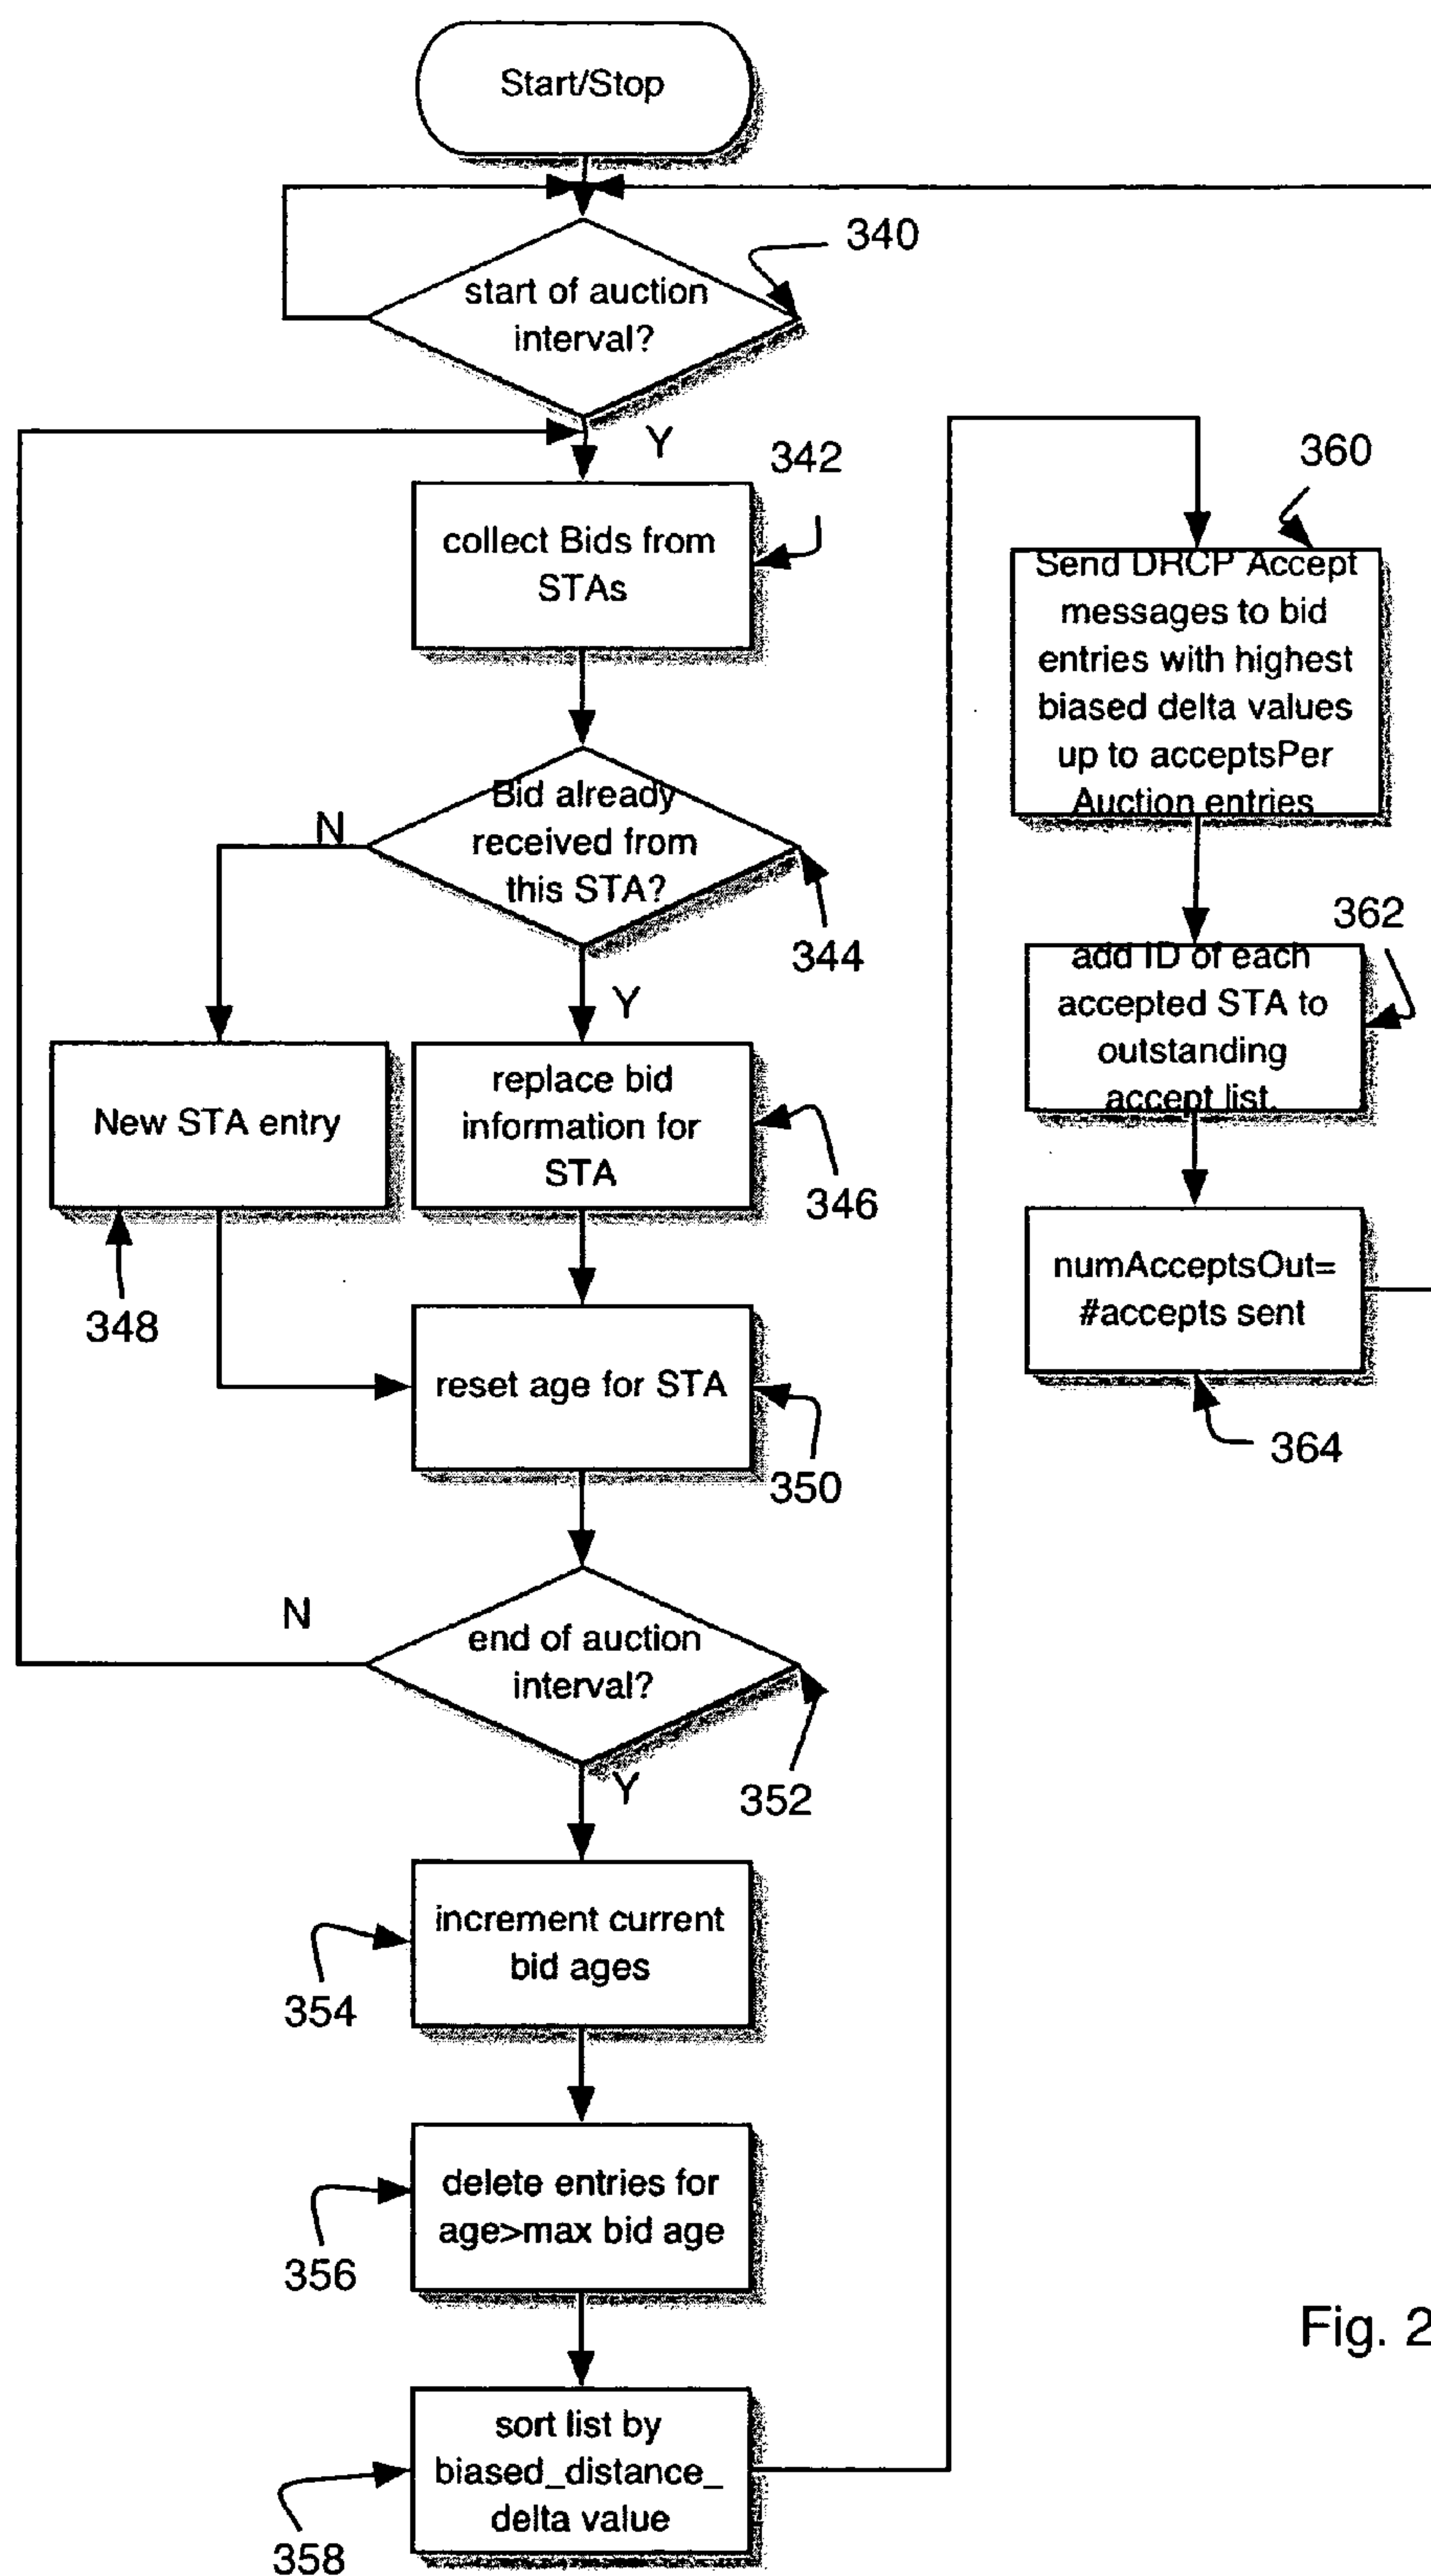 Start/Stop
start of auction
interval?
340
Y
342
collect Bids from
STAs
Bid already
received from
this STA?
N
344
Y
New STA entry
348
replace bid
information for
STA
346
reset age for STA
350
end of auction
interval?
N
352
Y
increment current
bid ages
354
delete entries for
age>max bid age
356
sort list by
biased_distance_
delta value
358
360
Send DRCP Accept
messages to bid
entries with highest
biased delta values
up to acceptsPer
Auction entries
362
add ID of each
accepted STA to
outstanding
accept list.
numAcceptsOut=
#accepts sent
364
Fig. 2